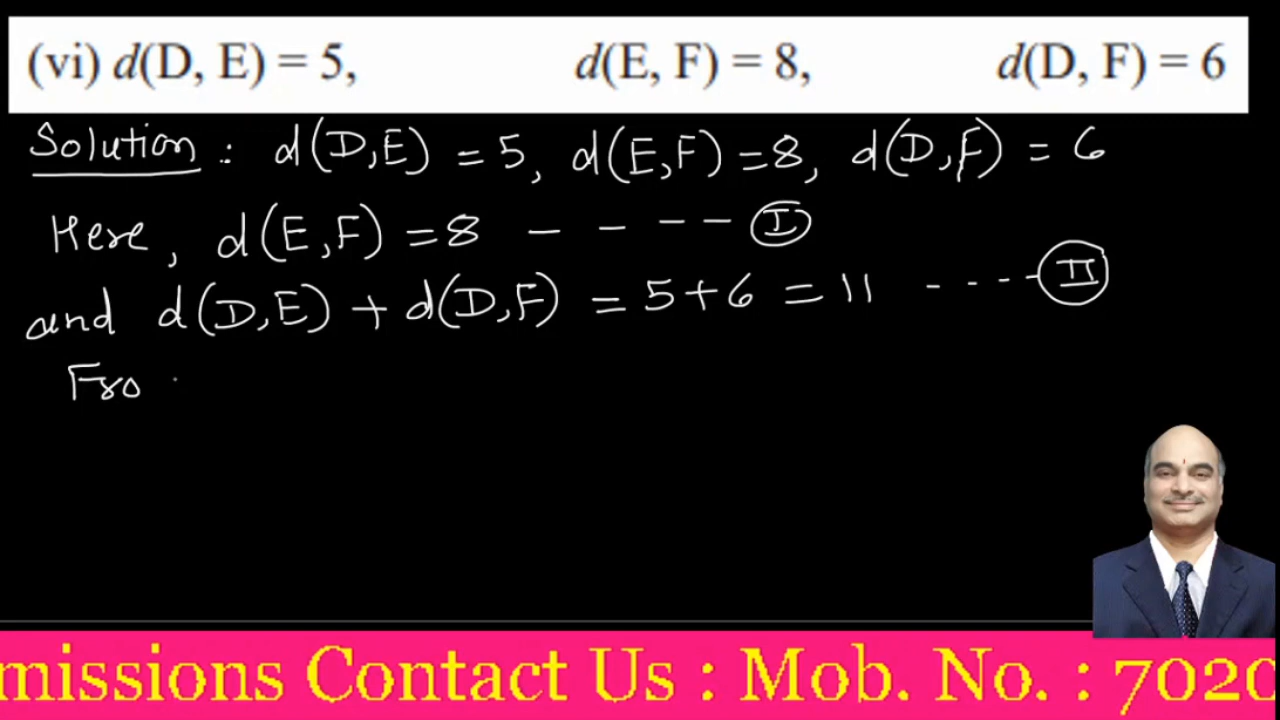 (vi) d(D, E) = 5, d(E, F) = 8, d(D, F) = 6
Solution : d(D,E) = 5, d(E,F) = 8, d(D,F) = 6
Here, d(E,F) = 8 - - - - I
and d(D,E) + d(D,F) = 5+6 = 11 - - - - II
Fro
missions Contact Us : Mob. No. : 7020